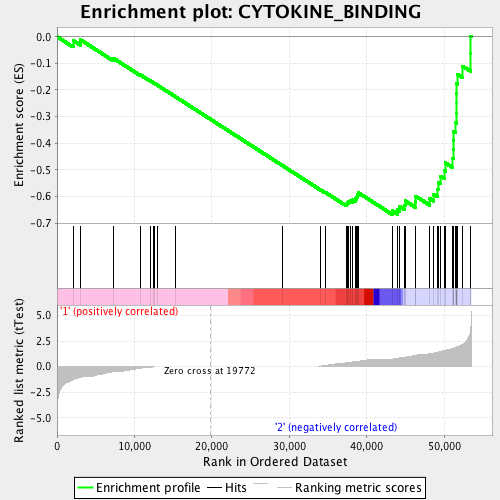 Enrichment plot: CYTOKINE_BINDING
Enrichment score (ES)
0.0
-0.1
-0.2
-0.3
-0.4
-0.5
-0.6
-0.7
Ranked list metric (tTest)
'1' (positively correlated)
5.0
2.5
0.0
-2.5
-5.0
Zero cross at 19772
'2' (negatively correlated)
0 10,000 20,000 30,000 40,000 50,000
Rank in Ordered Dataset
Enrichment profile Hits Ranking metric scores